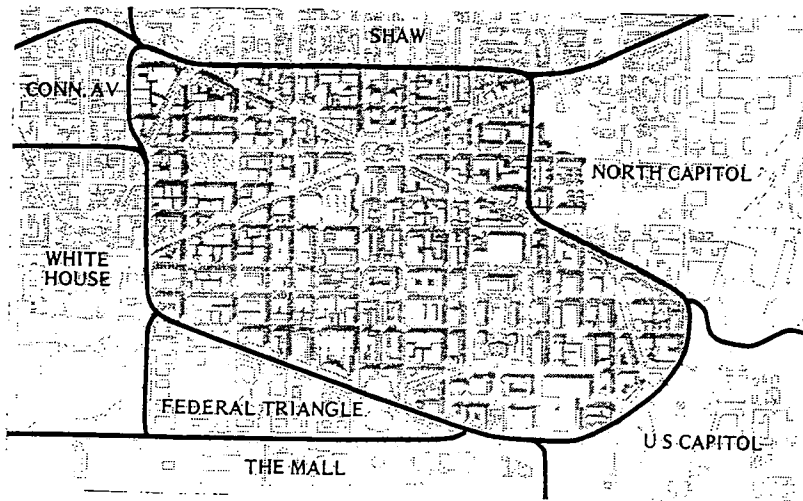 SHAW
CONN. AV
NORTH CAPITOL
WHITE
HOUSE
FEDERAL TRIANGLE
U S CAPITOL
THE MALL